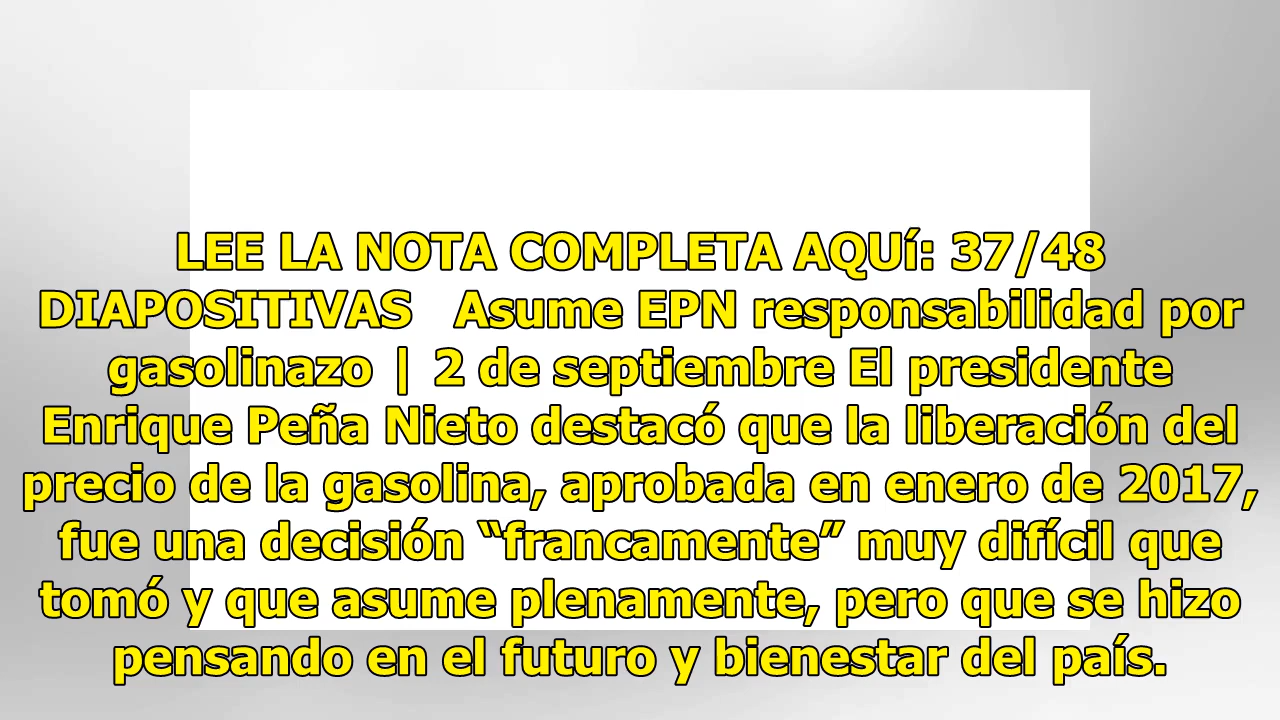 LEE LA NOTA COMPLETA AQUí: 37/48
DIAPOSITIVAS   Asume EPN responsabilidad por
gasolinazo | 2 de septiembre El presidente
Enrique Peña Nieto destacó que la liberación del
precio de la gasolina, aprobada en enero de 2017,
fue una decisión “francamente” muy difícil que
tomó y que asume plenamente, pero que se hizo
pensando en el futuro y bienestar del país.